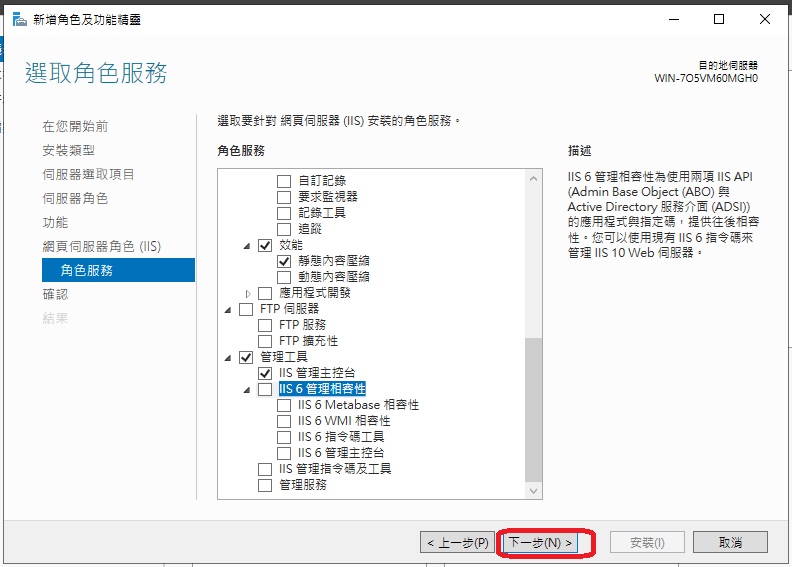 新增角色及功能精靈
選取角色服務
目的地伺服器
WIN-7O5VM60MGH0
在您開始前
安裝類型
伺服器選取項目
伺服器角色
功能
網頁伺服器角色 (IIS)
角色服務
確認
結果
選取要針對 網頁伺服器 (IIS) 安裝的角色服務。
角色服務
自訂記錄
要求監視器
記錄工具
追蹤
效能
靜態內容壓縮
動態內容壓縮
應用程式開發
FTP 伺服器
FTP 服務
FTP 擴充性
管理工具
IIS 管理主控台
IIS 6 管理相容性
IIS 6 Metabase 相容性
IIS 6 WMI 相容性
IIS 6 指令碼工具
IIS 6 管理主控台
IIS 管理指令碼及工具
管理服務
描述
IIS 6 管理相容性為使用兩項 IIS API
(Admin Base Object (ABO) 與
Active Directory 服務介面 (ADSI))
的應用程式與指定碼，提供往後相容
性。您可以使用現有 IIS 6 指令碼來
管理 IIS 10 Web 伺服器。
< 上一步(P)
下一步(N) >
安裝(I)
取消